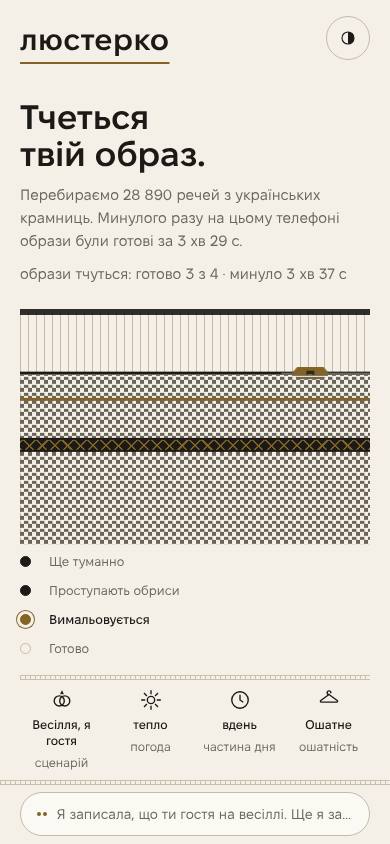 люстерко
Тчеться
твій образ.
Перебираємо 28 890 речей з українських
крамниць. Минулого разу на цьому телефоні
образи були готові за 3 хв 29 с.
образи тчуться: готово 3 з 4 · минуло 3 хв 37 с
Ще туманно
Проступають обриси
Вимальовується
Готово
Весілля, я
гостя
сценарій
тепло
погода
вдень
частина дня
Ошатне
ошатність
Я записала, що ти гостя на весіллі. Ще я за...